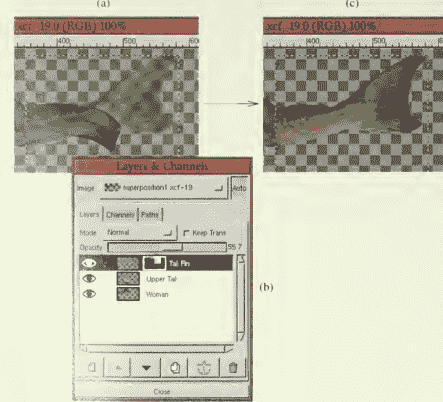 (a)
(c)
xcf-19.0 (RGB) 100%
400 500
xcf-19.0 (RGB) 100%
400 500
Layers & Channels
Image superposition1.xcf-19 Auto
Layers Channels Paths
Mode Normal Keep Trans
Opacity 55.7
Tail Fin
Upper Tail
Woman
(b)
Close